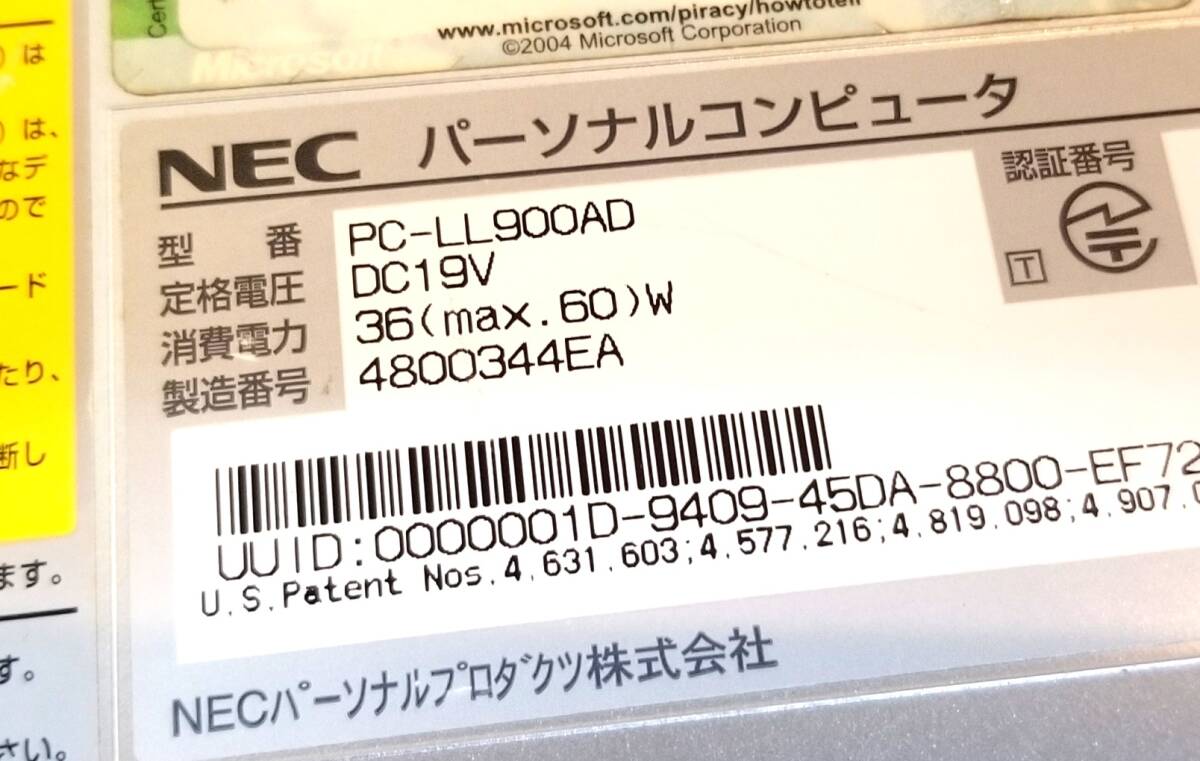 www.microsoft.com/piracy/howtotell
©2004 Microsoft Corporation
Microsoft
Cert
は
は、
なデ
ので
ード
たり、
断し
ます。
す。
さい。
NEC パーソナルコンピュータ
型番 PC-LL900AD
定格電圧 DC19V
消費電力 36(max.60)W
製造番号 4800344EA
認証番号
T
UUID:0000001D-9409-45DA-8800-EF72
U.S.Patent Nos.4.631.603;4.577.216;4.819.098;4.907.0
NECパーソナルプロダクツ株式会社